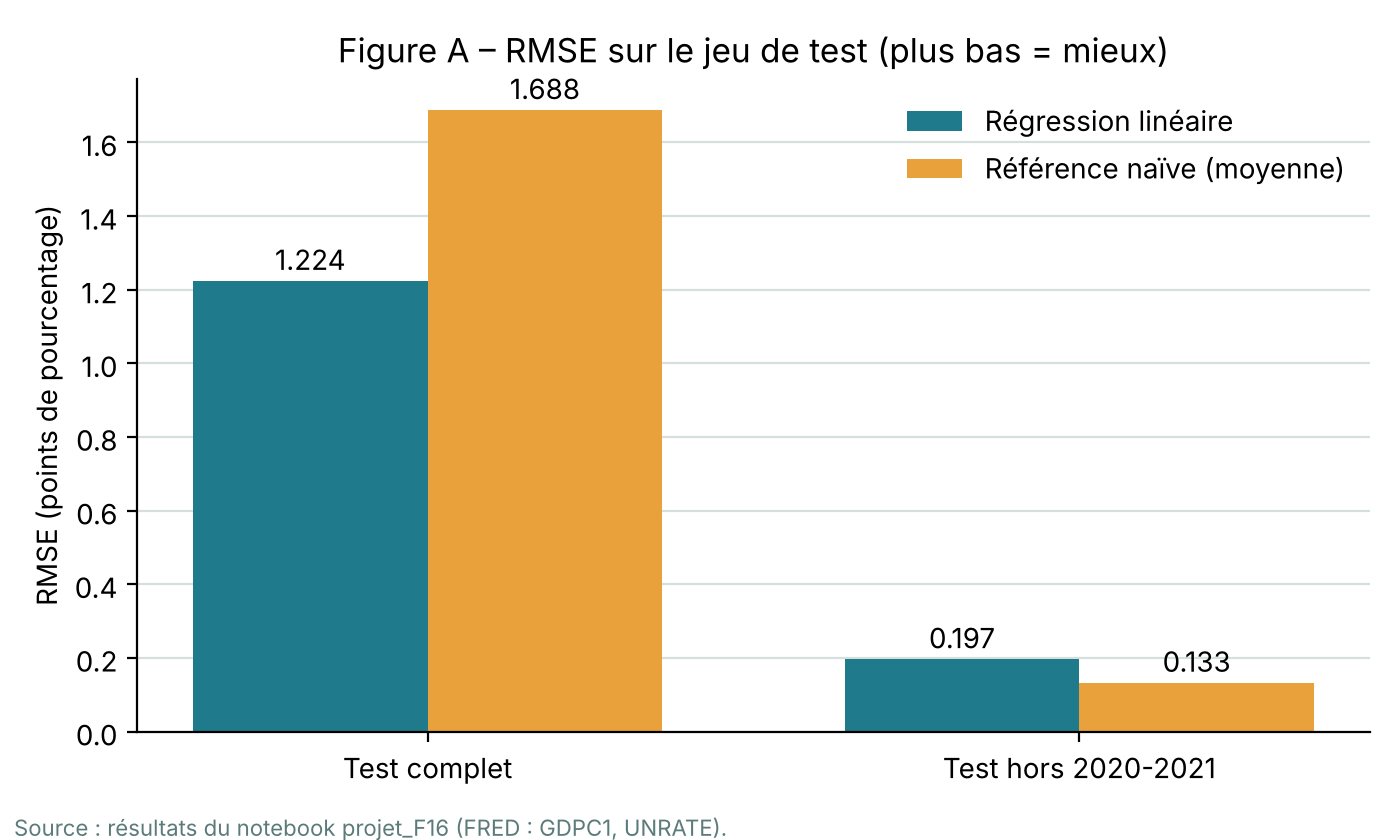 Figure A – RMSE sur le jeu de test (plus bas = mieux)
1.688
Régression linéaire
Référence naïve (moyenne)
1.224
0.197
0.133
RMSE (points de pourcentage)
1.6
1.4
1.2
1.0
0.8
0.6
0.4
0.2
0.0
Test complet
Test hors 2020-2021
Source : résultats du notebook projet_F16 (FRED : GDPC1, UNRATE).